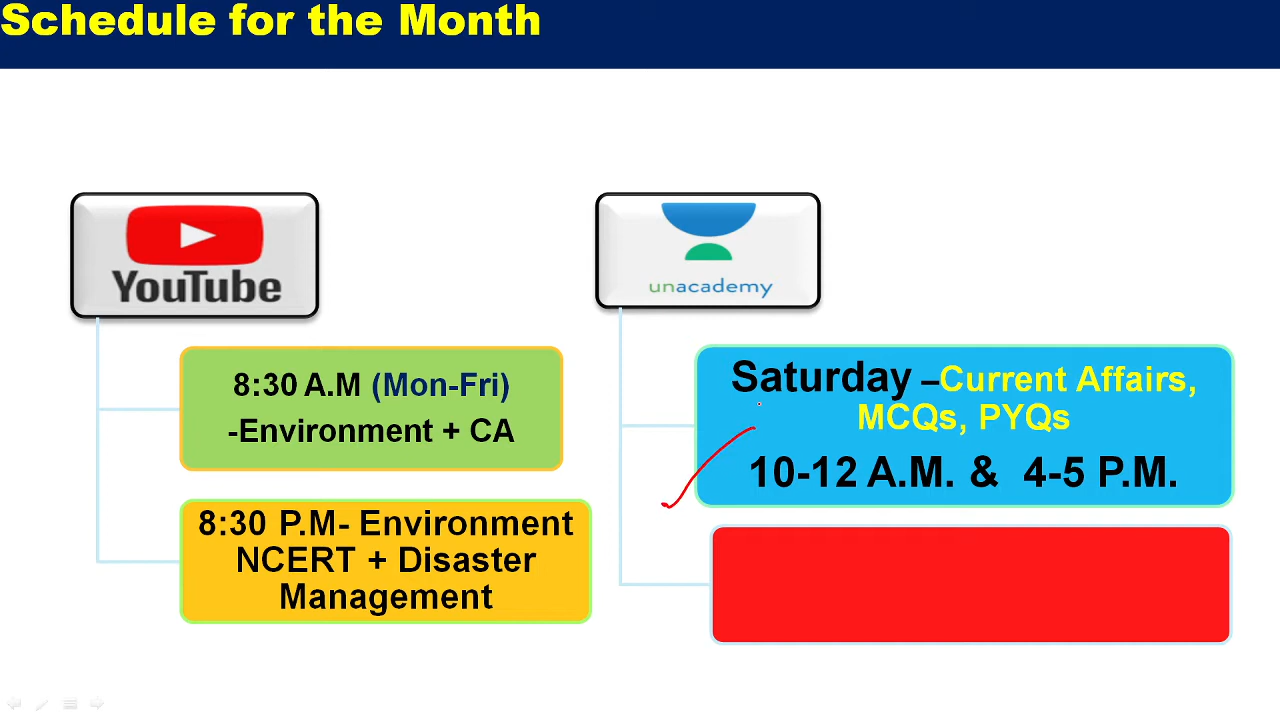 Schedule for the Month
YouTube
8:30 A.M (Mon-Fri)
-Environment + CA
8:30 P.M- Environment
NCERT + Disaster
Management
unacademy
Saturday –Current Affairs,
MCQs, PYQs
10-12 A.M. & 4-5 P.M.